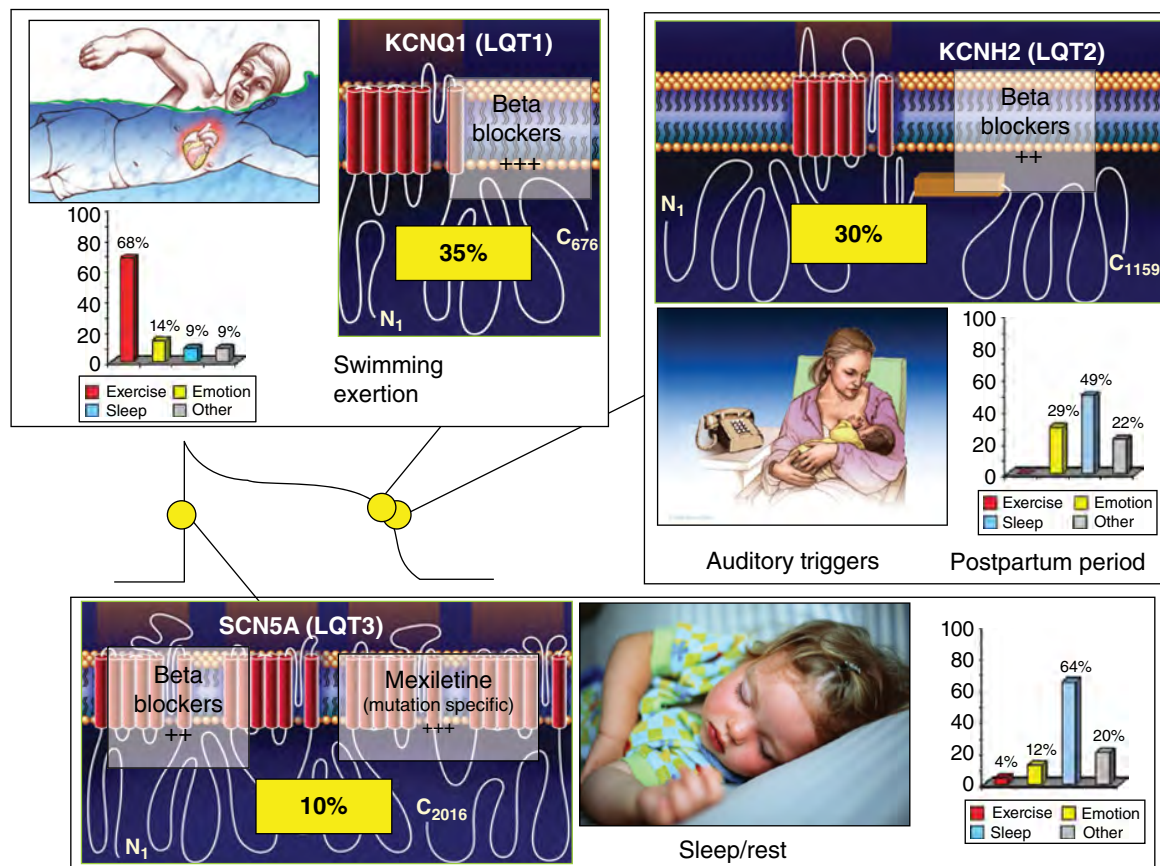 KCNQ1 (LQT1)
Beta
blockers
+++
35%
N1
C676
100
80
60
40
20
0
68%
14%
9%
9%
Exercise
Emotion
Sleep
Other
Swimming
exertion
KCNH2 (LQT2)
Beta
blockers
++
N1
30%
C1159
Auditory triggers
100
80
60
40
20
0
29%
49%
22%
Exercise
Emotion
Sleep
Other
Postpartum period
SCN5A (LQT3)
Beta
blockers
++
Mexiletine
(mutation specific)
+++
10%
N1
C2016
Sleep/rest
100
80
60
40
20
0
4%
12%
64%
20%
Exercise
Emotion
Sleep
Other